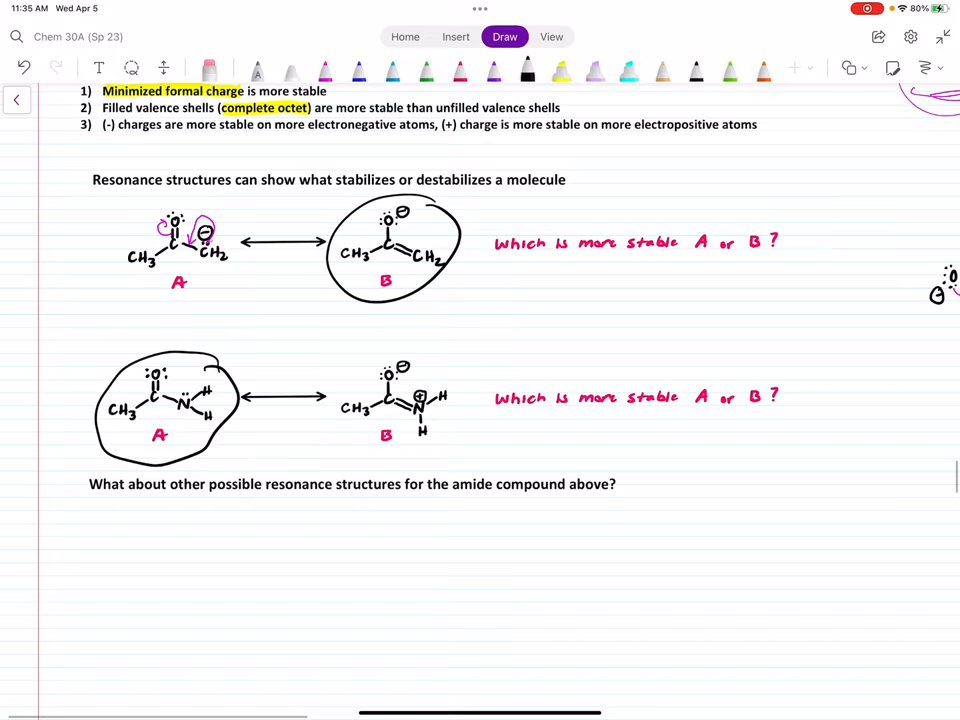 11:35 AM Wed Apr 5
80%
Chem 30A (Sp 23)
Home Insert Draw View
1) Minimized formal charge is more stable
2) Filled valence shells (complete octet) are more stable than unfilled valence shells
3) (-) charges are more stable on more electronegative atoms, (+) charge is more stable on more electropositive atoms
Resonance structures can show what stabilizes or destabilizes a molecule
O O
C C
CH3 CH2 CH3 CH2 Which is more stable A or B ?
A B
O
O O
C N H C N H
CH3 H CH3 H Which is more stable A or B ?
A B
What about other possible resonance structures for the amide compound above?